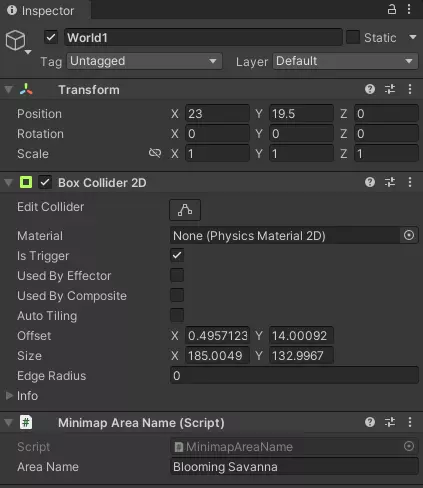 Inspector
World1
Static
Tag Untagged Layer Default
Transform
Position X 23 Y 19.5 Z 0
Rotation X 0 Y 0 Z 0
Scale X 1 Y 1 Z 1
Box Collider 2D
Edit Collider
Material None (Physics Material 2D)
Is Trigger
Used By Effector
Used By Composite
Auto Tiling
Offset X 0.4957123 Y 14.00092
Size X 185.0049 Y 132.9967
Edge Radius 0
Info
Minimap Area Name (Script)
Script MinimapAreaName
Area Name Blooming Savanna